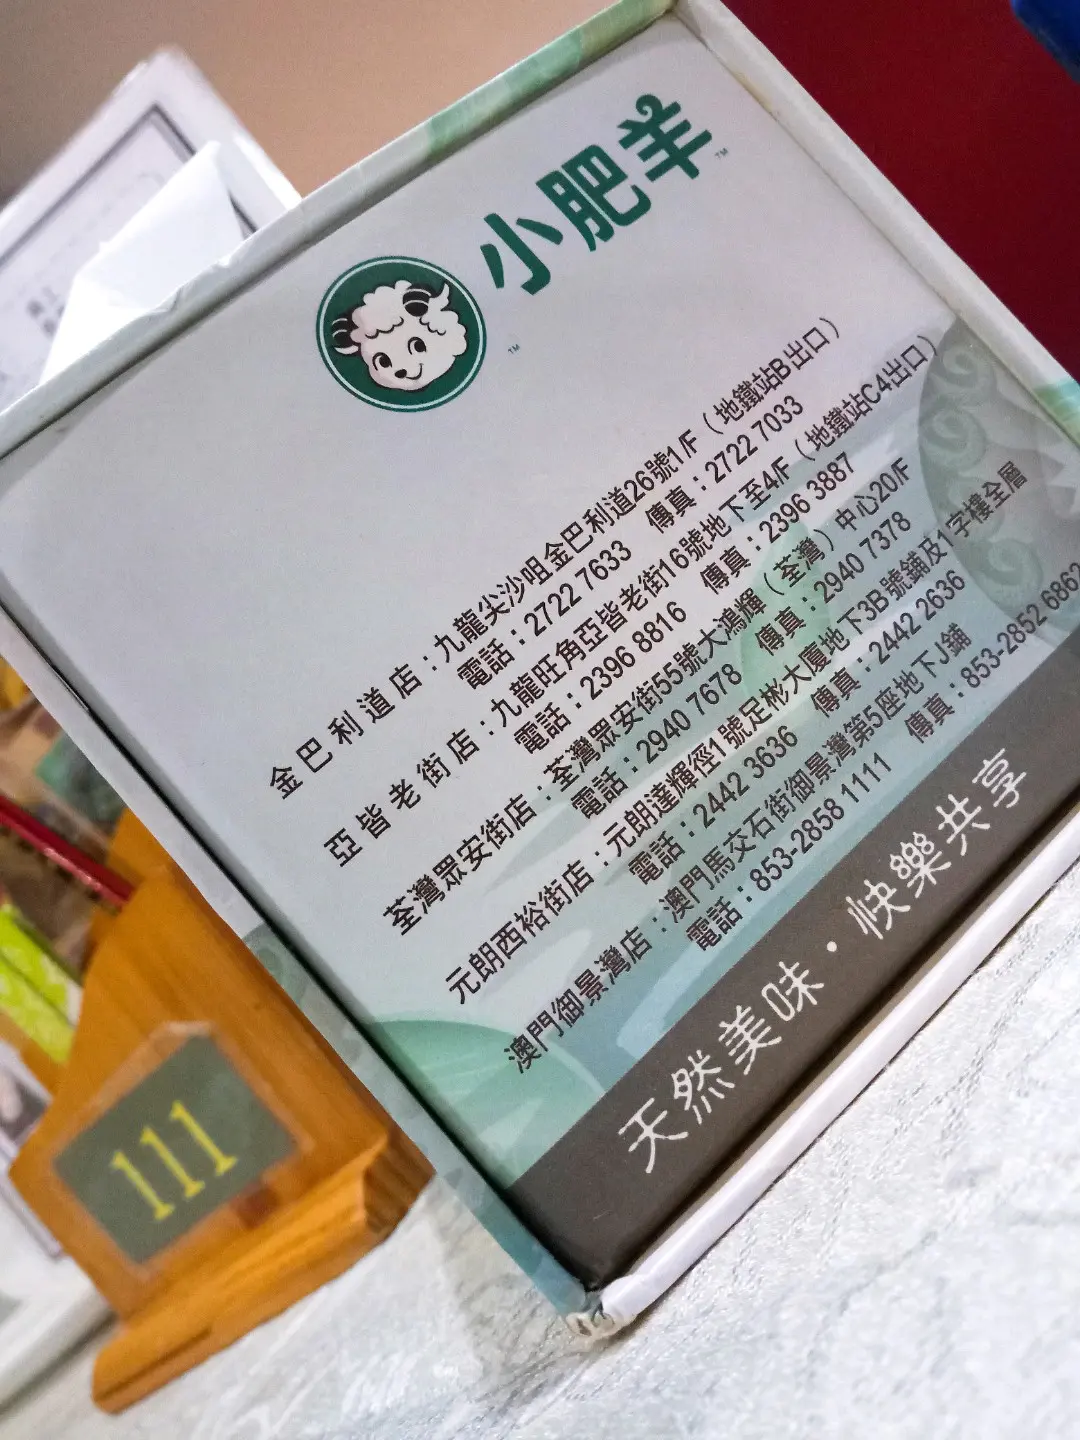 小肥羊™
™
金巴利道店：九龍尖沙咀金巴利道26號1/F（地鐵站B出口）
電話：2722 7633　傳真：2722 7033
亞皆老街店：九龍旺角亞皆老街16號地下至4/F（地鐵站C4出口）
電話：2396 8816　傳真：2396 3887
荃灣眾安街店：荃灣眾安街55號大鴻輝（荃灣）中心20/F
電話：2940 7678　傳真：2940 7378
元朗西裕街店：元朗達輝徑1號足彬大廈地下3B號鋪及1字樓全層
電話：2442 3636　傳真：2442 2636
澳門御景灣店：澳門馬交石街御景灣第5座地下J鋪
電話：853-2858 1111　傳真：853-2852 6862
天然美味・快樂共享
111